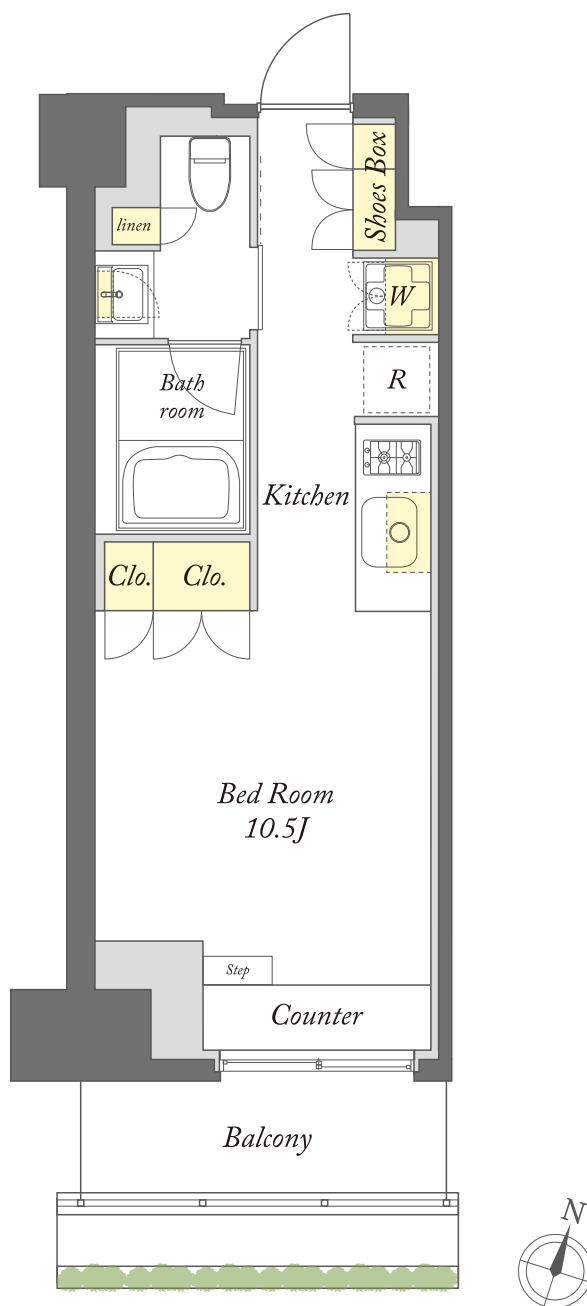 Shoes Box
linen
W
R
Bath
room
Kitchen
Clo.
Clo.
Bed Room
10.5J
Step
Counter
Balcony
N